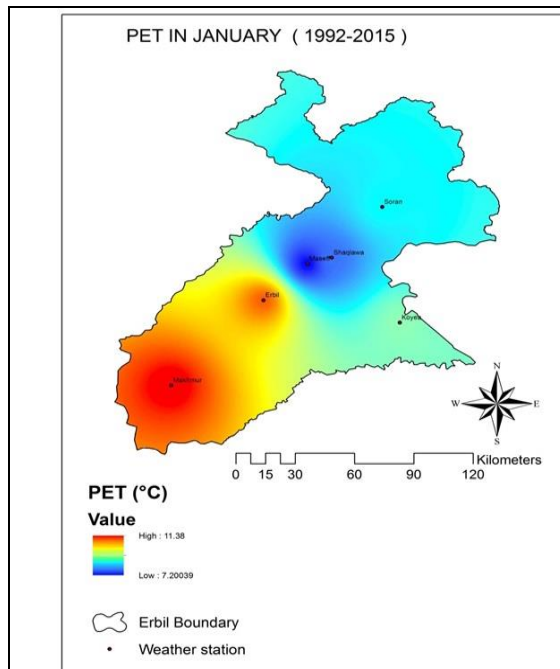 PET IN JANUARY ( 1992-2015 )
Soran
Shaqlawa
Erbil
Koyea
Makhmur
N
W E
S
Kilometers
0 15 30 60 90 120
PET (°C)
Value
High : 11.38
Low : 7.20039
Erbil Boundary
Weather station